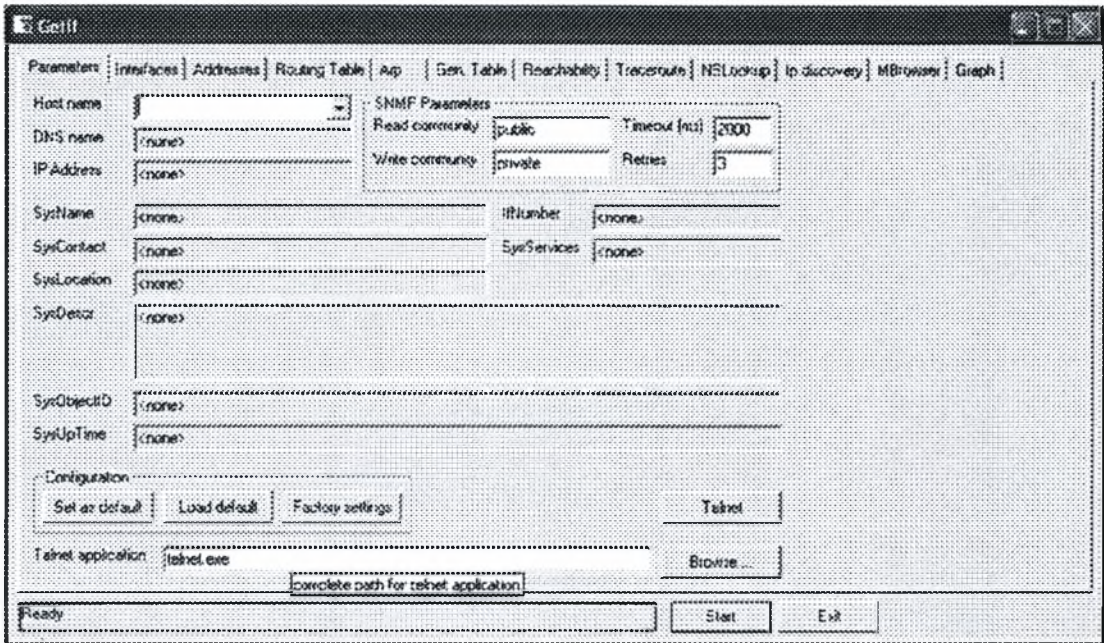 Getif
Parameters Interfaces Addresses Routing Table Arp Gen. Table Reachability Traceroute NSLookup Ip discovery MBrowser Graph
Host name
SNMP Parameters
Read community public Timeout (ms) 2000
DNS name <none>
Write community private Retries 3
IP Address <none>
SysName <none> IfNumber <none>
SysContact <none> SysServices <none>
SysLocation <none>
SysDescr <none>
SysObjectID <none>
SysUpTime <none>
Configuration
Set as default Load default Factory settings Telnet
Telnet application telnet.exe Browse ...
complete path for telnet application
Ready Start Exit